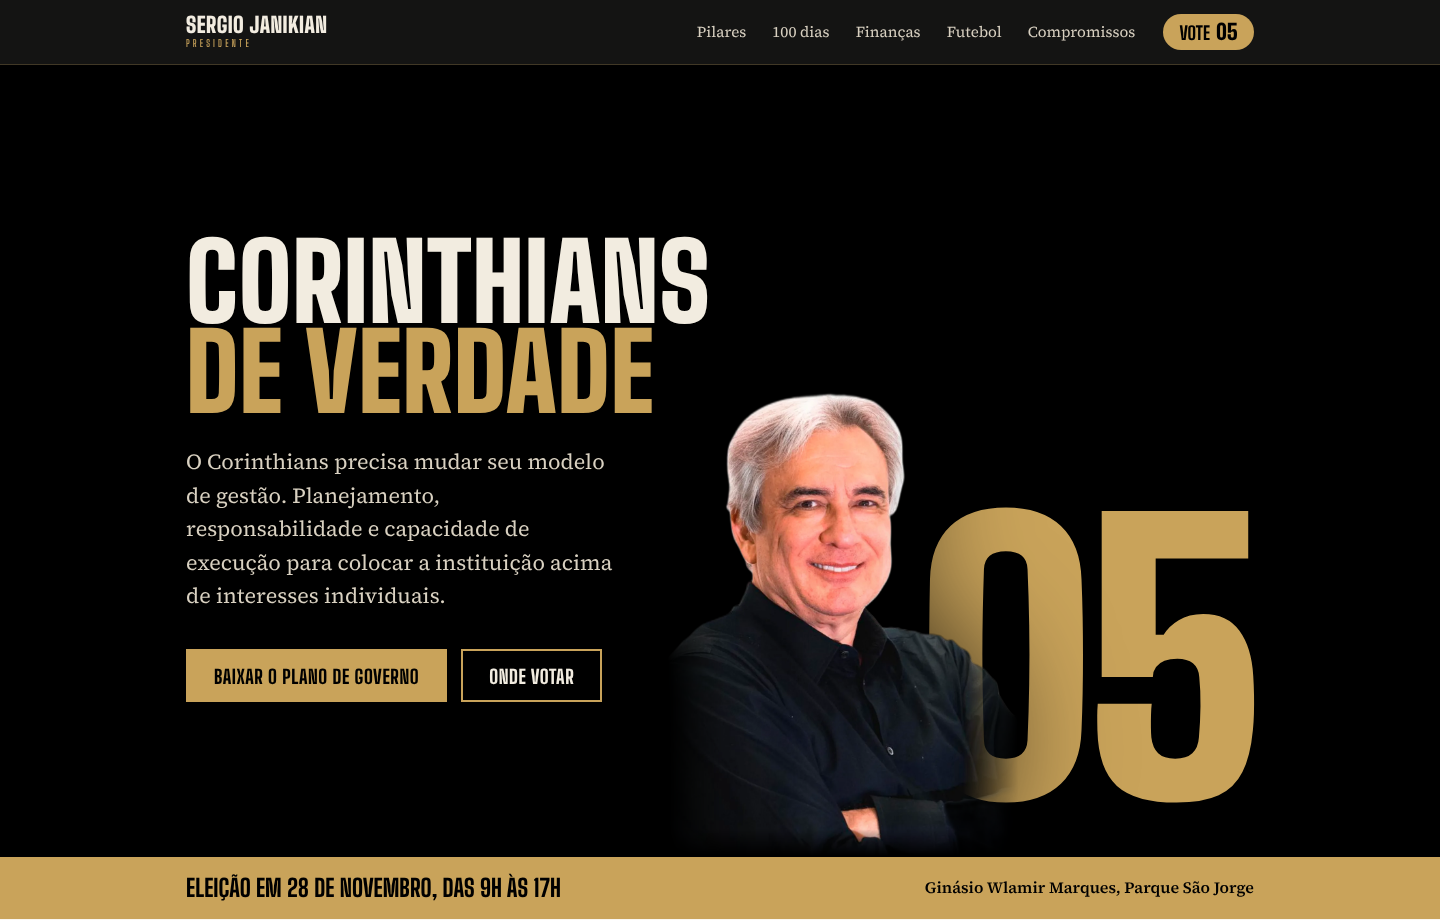 SERGIO JANIKIAN
PRESIDENTE
Pilares
100 dias
Finanças
Futebol
Compromissos
VOTE 05
CORINTHIANS
DE VERDADE
O Corinthians precisa mudar seu modelo
de gestão. Planejamento,
responsabilidade e capacidade de
execução para colocar a instituição acima
de interesses individuais.
BAIXAR O PLANO DE GOVERNO
ONDE VOTAR
05
ELEIÇÃO EM 28 DE NOVEMBRO, DAS 9H ÀS 17H
Ginásio Wlamir Marques, Parque São Jorge